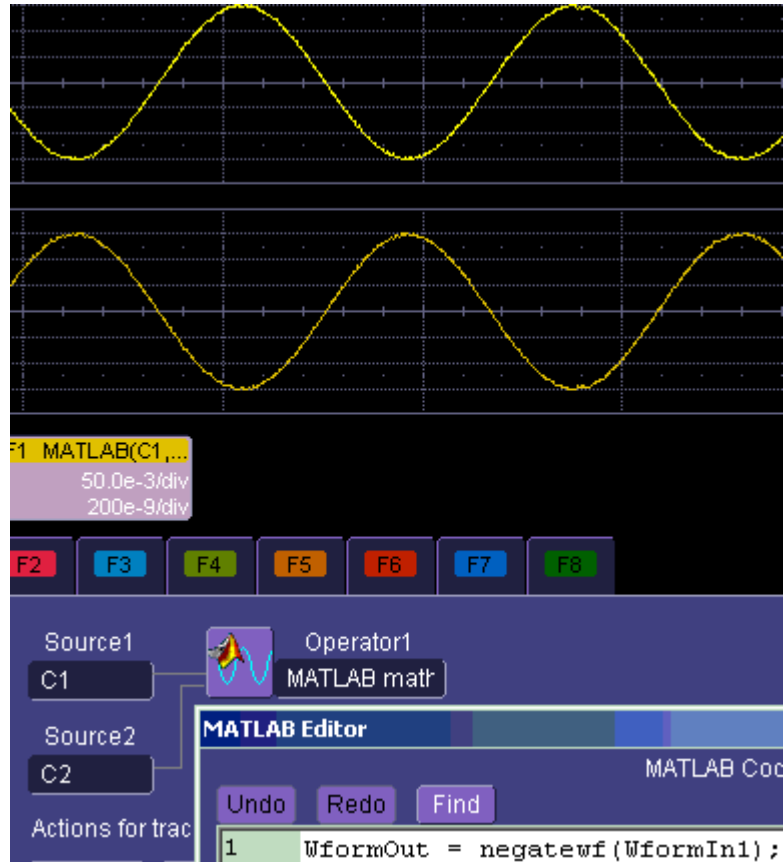 F1 MATLAB(C1,...
50.0e-3/div
200e-9/div
F2 F3 F4 F5 F6 F7 F8
Source1
Operator1
C1
MATLAB math
Source2
C2
MATLAB Editor
MATLAB Coc
Undo Redo Find
Actions for trac
1 WformOut = negatewf(WformIn1);